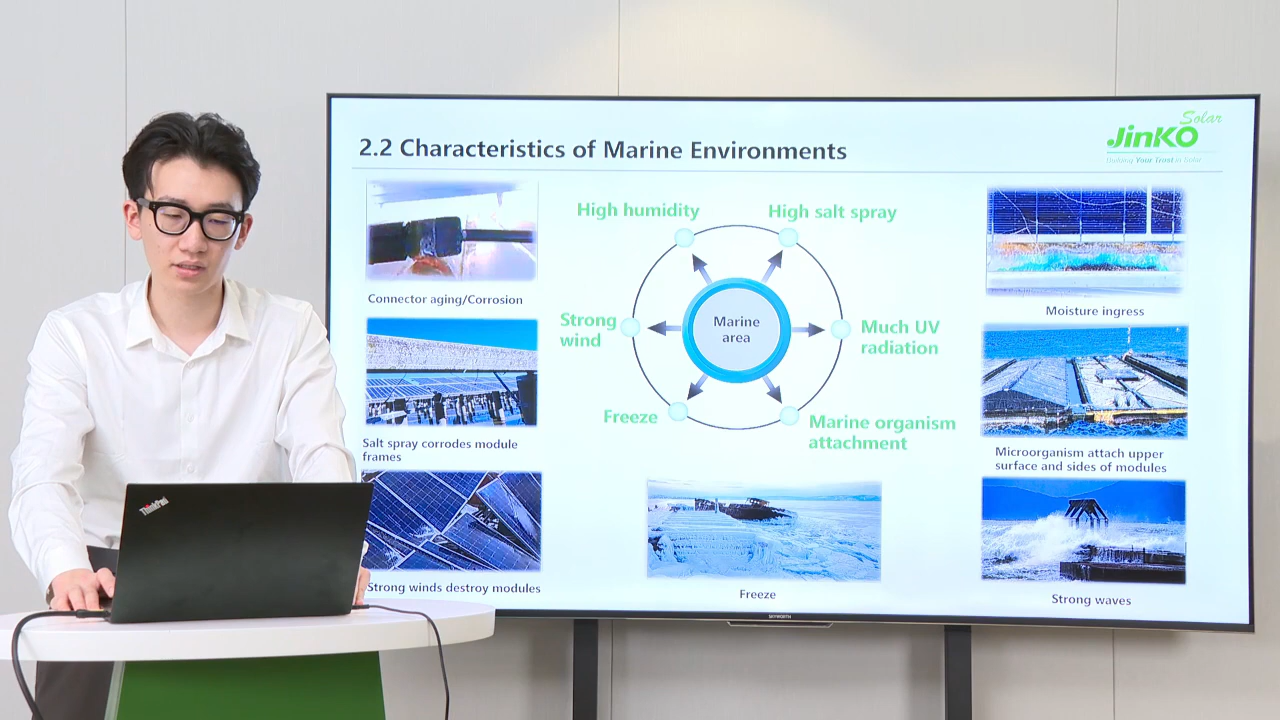 2.2 Characteristics of Marine Environments
Solar
JinKO
Building Your Trust in Solar
High humidity
High salt spray
Connector aging/Corrosion
Moisture ingress
Strong
wind
Marine
area
Much UV
radiation
Freeze
Marine organism
attachment
Salt spray corrodes module
frames
Microorganism attach upper
surface and sides of modules
Strong winds destroy modules
Freeze
Strong waves
ThinkPad
SKYWORTH